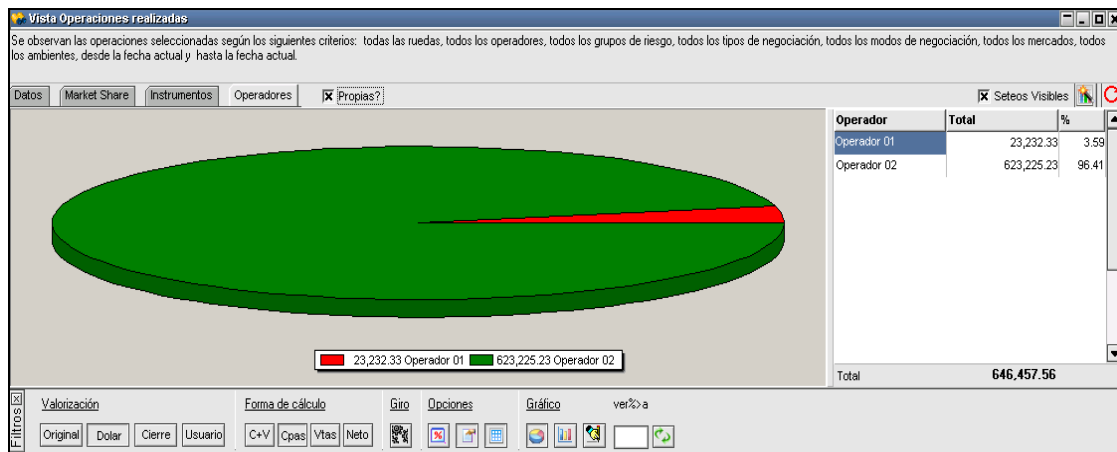 Vista Operaciones realizadas
Se observan las operaciones seleccionadas según los siguientes criterios: todas las ruedas, todos los operadores, todos los grupos de riesgo, todos los tipos de negociación, todos los modos de negociación, todos los mercados, todos
los ambientes, desde la fecha actual y hasta la fecha actual.
Datos Market Share Instrumentos Operadores Propias? Seteos Visibles
Operador Total %
Operador 01 23,232.33 3.59
Operador 02 623,225.23 96.41
23,232.33 Operador 01 623,225.23 Operador 02
Total 646,457.56
Filtros
Valorización Forma de cálculo Giro Opciones Gráfico ver%>a
Original Dolar Cierre Usuario C+V Cpas Vtas Neto